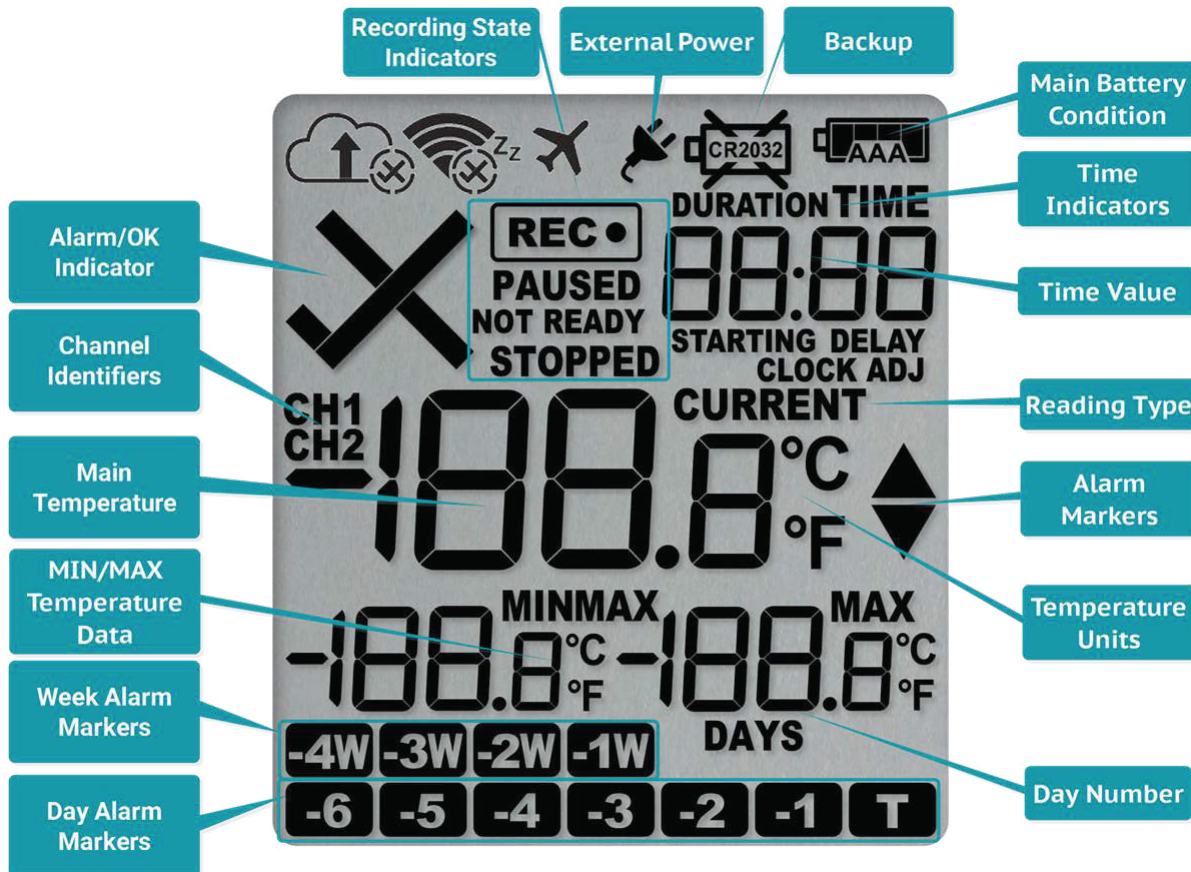 Recording State
Indicators
External Power
Backup
Main Battery
Condition
Time
Indicators
Time Value
Reading Type
Alarm
Markers
Temperature
Units
Day Number
Alarm/OK
Indicator
Channel
Identifiers
Main
Temperature
MIN/MAX
Temperature
Data
Week Alarm
Markers
Day Alarm
Markers
Zz
CR2032
AAA
DURATION TIME
REC
88:88
PAUSED
NOT READY
STOPPED
STARTING DELAY
CLOCK ADJ
CURRENT
CH1
CH2
-188.8
°C
°F
MINMAX
MAX
-188.8 °C
°F
-188.8 °C
°F
DAYS
-4W -3W -2W -1W
-6 -5 -4 -3 -2 -1 T